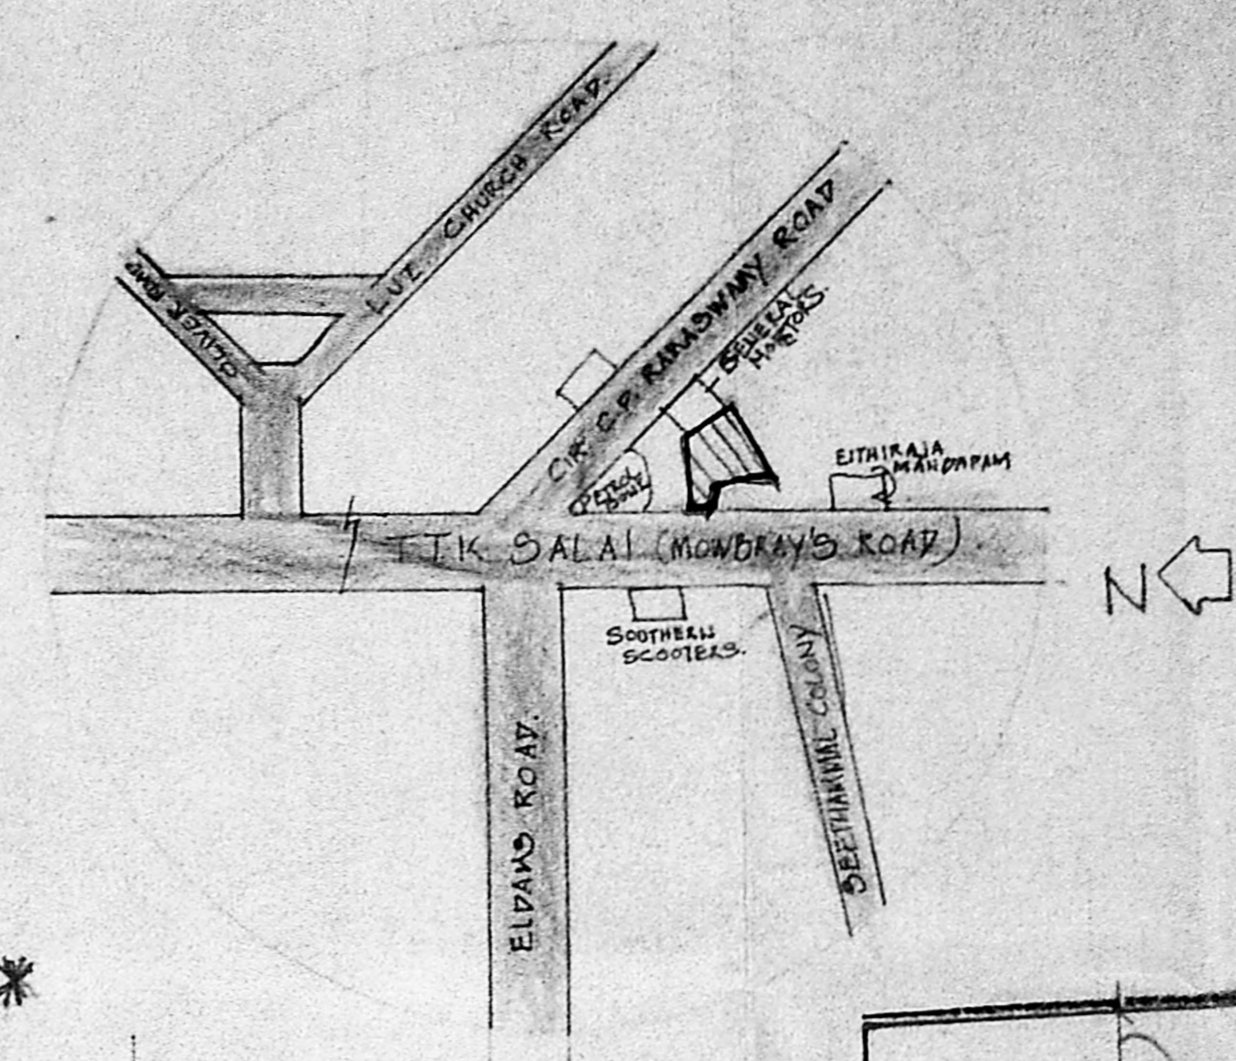 LUZ CHURCH ROAD.
OLIVER ROAD
CIR. C.P. RAMASWAMY ROAD
GENERAL
MOTORS.
PETROL
EITHIRAJA
MANDAPAM
TTK SALAI (MOWBRAY'S ROAD).
N
SOUTHERN
SCOOTERS.
SEETHAMMAL COLONY
ELDAMS ROAD.